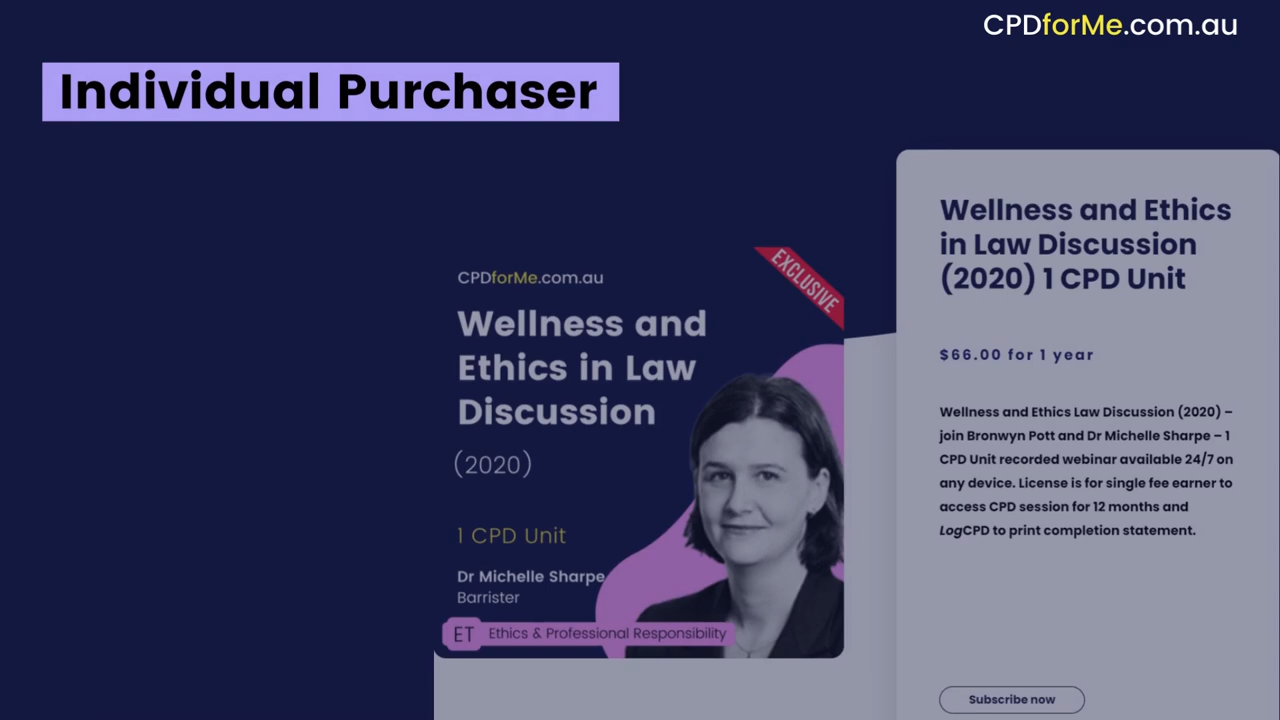 CPDforMe.com.au
Individual Purchaser
CPDforMe.com.au
EXCLUSIVE
Wellness and
Ethics in Law
Discussion
(2020)
1 CPD Unit
Dr Michelle Sharpe
Barrister
ET Ethics & Professional Responsibility
Wellness and Ethics
in Law Discussion
(2020) 1 CPD Unit
$66.00 for 1 year
Wellness and Ethics Law Discussion (2020) –
join Bronwyn Pott and Dr Michelle Sharpe – 1
CPD Unit recorded webinar available 24/7 on
any device. License is for single fee earner to
access CPD session for 12 months and
LogCPD to print completion statement.
Subscribe now